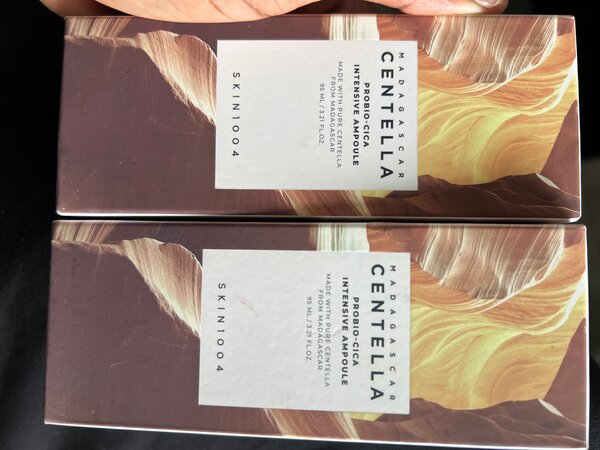 MADAGASCAR
CENTELLA
PROBIO-CICA
INTENSIVE AMPOULE
MADE WITH PURE CENTELLA
FROM MADAGASCAR
95 ML / 3.21 FL.OZ.
SKIN1004
MADAGASCAR
CENTELLA
PROBIO-CICA
INTENSIVE AMPOULE
MADE WITH PURE CENTELLA
FROM MADAGASCAR
95 ML / 3.21 FL.OZ.
SKIN1004